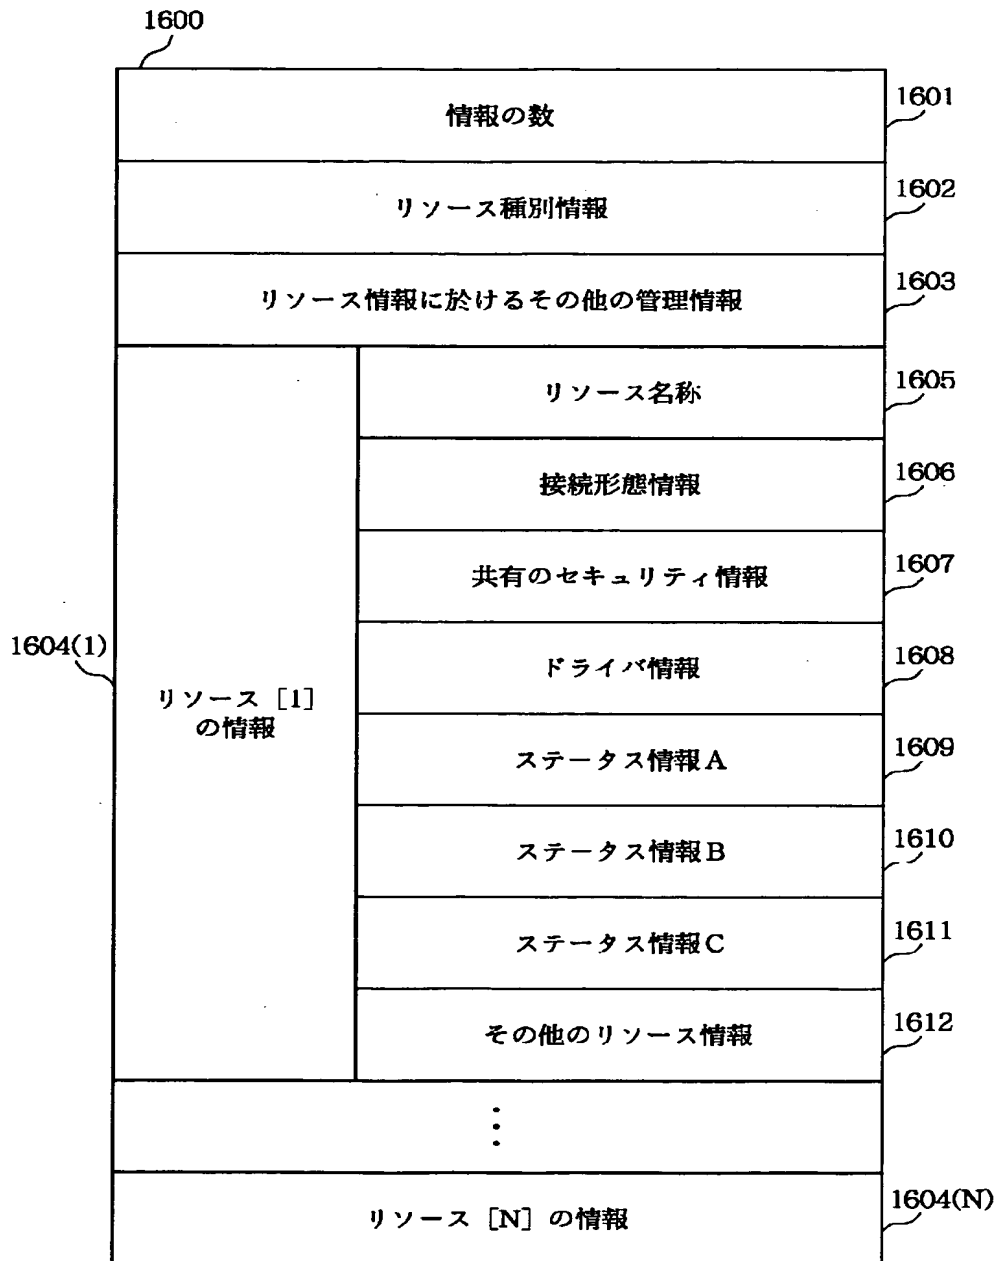 1600
情報の数
1601
リソース種別情報
1602
リソース情報に於けるその他の管理情報
1603
リソース名称
1605
接続形態情報
1606
共有のセキュリティ情報
1607
1604(1)
リソース [1]
の情報
ドライバ情報
1608
ステータス情報A
1609
ステータス情報B
1610
ステータス情報C
1611
その他のリソース情報
1612
⋮
リソース [N] の情報
1604(N)